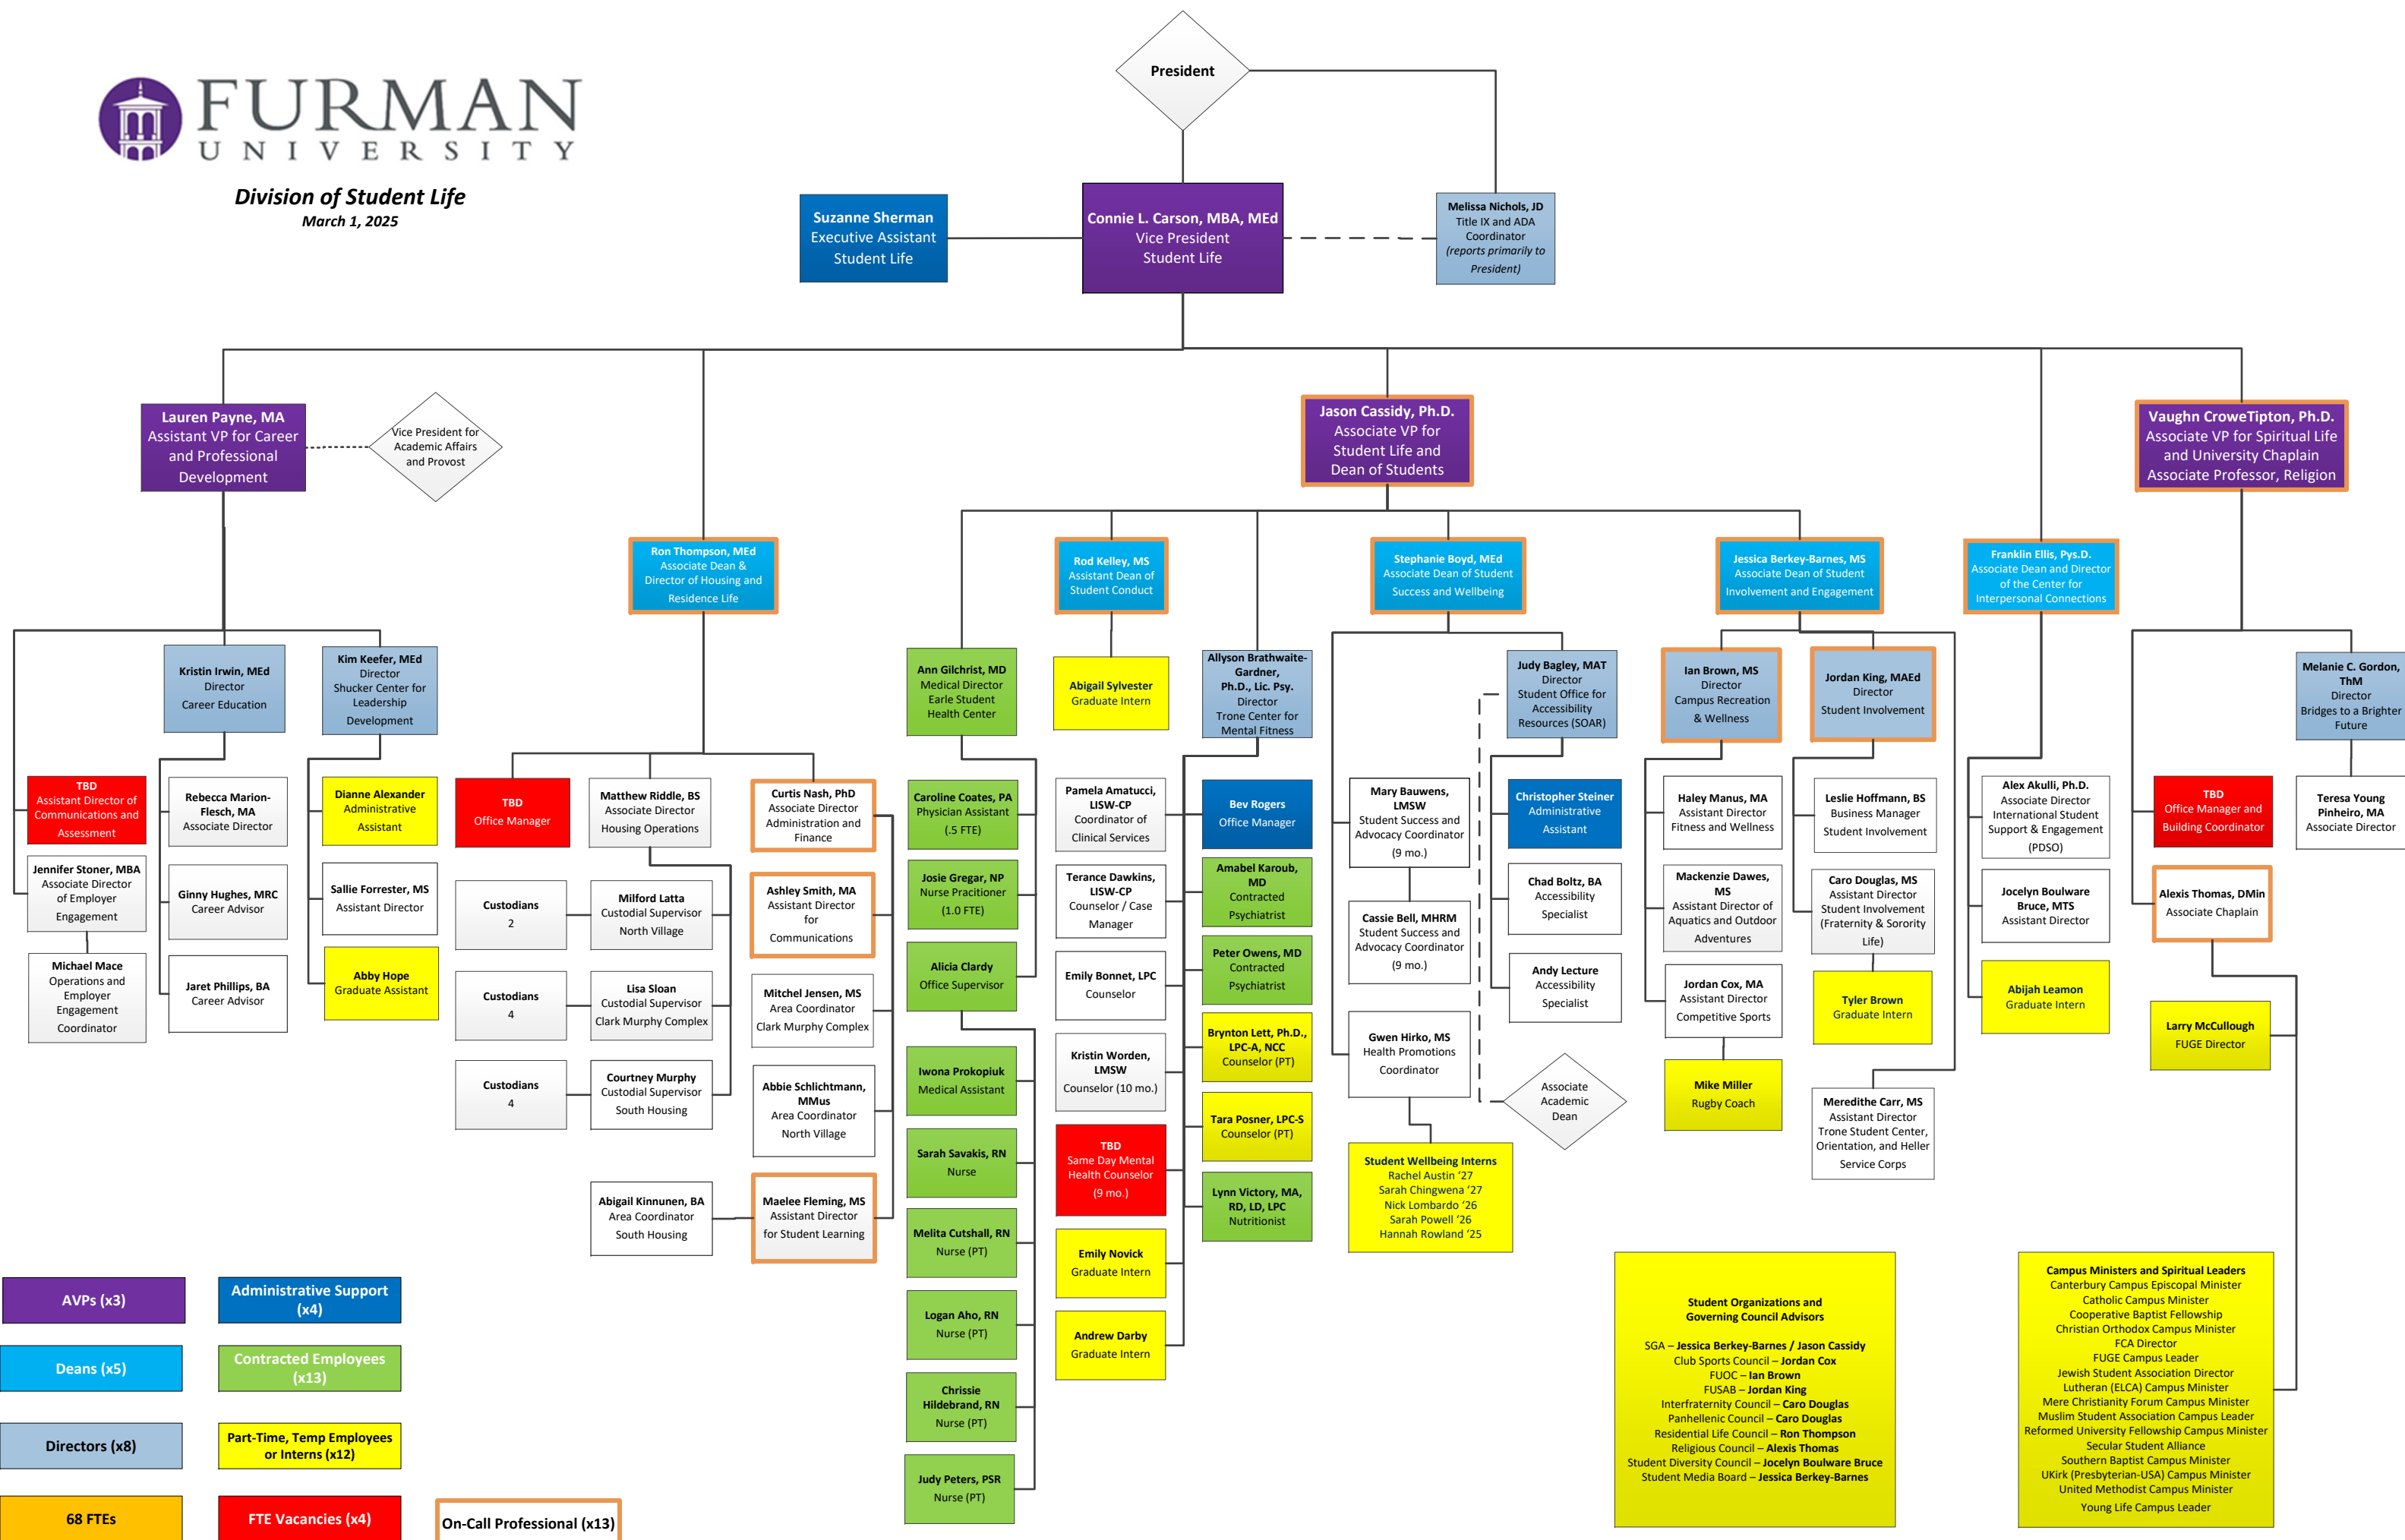 President
FURMAN
UNIVERSITY
Division of Student Life
March 1, 2025
Suzanne Sherman
Executive Assistant
Student Life
Connie L. Carson, MBA, MEd
Vice President
Student Life
Melissa Nichols, JD
Title IX and ADA
Coordinator
(reports primarily to
President)
Lauren Payne, MA
Assistant VP for Career
and Professional
Development
Vice President for
Academic Affairs
and Provost
Jason Cassidy, Ph.D.
Associate VP for
Student Life and
Dean of Students
Vaughn CroweTipton, Ph.D.
Associate VP for Spiritual Life
and University Chaplain
Associate Professor, Religion
Ron Thompson, MEd
Associate Dean &
Director of Housing and
Residence Life
Rod Kelley, MS
Assistant Dean of
Student Conduct
Stephanie Boyd, MEd
Associate Dean of Student
Success and Wellbeing
Jessica Berkey-Barnes, MS
Associate Dean of Student
Involvement and Engagement
Franklin Ellis, Pys.D.
Associate Dean and Director
of the Center for
Interpersonal Connections
Kristin Irwin, MEd
Director
Career Education
Kim Keefer, MEd
Director
Shucker Center for
Leadership
Development
Ann Gilchrist, MD
Medical Director
Earle Student
Health Center
Abigail Sylvester
Graduate Intern
Allyson Brathwaite-
Gardner,
Ph.D., Lic. Psy.
Director
Trone Center for
Mental Fitness
Judy Bagley, MAT
Director
Student Office for
Accessibility
Resources (SOAR)
Ian Brown, MS
Director
Campus Recreation
& Wellness
Jordan King, MAEd
Director
Student Involvement
Melanie C. Gordon,
ThM
Director
Bridges to a Brighter
Future
TBD
Assistant Director of
Communications and
Assessment
Jennifer Stoner, MBA
Associate Director
of Employer
Engagement
Michael Mace
Operations and
Employer
Engagement
Coordinator
Rebecca Marion-
Flesch, MA
Associate Director
Ginny Hughes, MRC
Career Advisor
Jaret Phillips, BA
Career Advisor
Dianne Alexander
Administrative
Assistant
Sallie Forrester, MS
Assistant Director
Abby Hope
Graduate Assistant
TBD
Office Manager
Custodians
2
Custodians
4
Custodians
4
Matthew Riddle, BS
Associate Director
Housing Operations
Milford Latta
Custodial Supervisor
North Village
Lisa Sloan
Custodial Supervisor
Clark Murphy Complex
Courtney Murphy
Custodial Supervisor
South Housing
Abigail Kinnunen, BA
Area Coordinator
South Housing
Curtis Nash, PhD
Associate Director
Administration and
Finance
Ashley Smith, MA
Assistant Director
for
Communications
Mitchel Jensen, MS
Area Coordinator
Clark Murphy Complex
Abbie Schlichtmann,
MMus
Area Coordinator
North Village
Maelee Fleming, MS
Assistant Director
for Student Learning
Caroline Coates, PA
Physician Assistant
(.5 FTE)
Josie Gregar, NP
Nurse Pracitioner
(1.0 FTE)
Alicia Clardy
Office Supervisor
Iwona Prokopiuk
Medical Assistant
Sarah Savakis, RN
Nurse
Melita Cutshall, RN
Nurse (PT)
Logan Aho, RN
Nurse (PT)
Chrissie
Hildebrand, RN
Nurse (PT)
Judy Peters, PSR
Nurse (PT)
Pamela Amatucci,
LISW-CP
Coordinator of
Clinical Services
Terance Dawkins,
LISW-CP
Counselor / Case
Manager
Emily Bonnet, LPC
Counselor
Kristin Worden,
LMSW
Counselor (10 mo.)
TBD
Same Day Mental
Health Counselor
(9 mo.)
Emily Novick
Graduate Intern
Andrew Darby
Graduate Intern
Bev Rogers
Office Manager
Amabel Karoub,
MD
Contracted
Psychiatrist
Peter Owens, MD
Contracted
Psychiatrist
Brynton Lett, Ph.D.,
LPC-A, NCC
Counselor (PT)
Tara Posner, LPC-S
Counselor (PT)
Lynn Victory, MA,
RD, LD, LPC
Nutritionist
Mary Bauwens,
LMSW
Student Success and
Advocacy Coordinator
(9 mo.)
Cassie Bell, MHRM
Student Success and
Advocacy Coordinator
(9 mo.)
Gwen Hirko, MS
Health Promotions
Coordinator
Student Wellbeing Interns
Rachel Austin ‘27
Sarah Chingwena ‘27
Nick Lombardo ‘26
Sarah Powell ‘26
Hannah Rowland ‘25
Christopher Steiner
Administrative
Assistant
Chad Boltz, BA
Accessibility
Specialist
Andy Lecture
Accessibility
Specialist
Associate
Academic
Dean
Haley Manus, MA
Assistant Director
Fitness and Wellness
Mackenzie Dawes,
MS
Assistant Director of
Aquatics and Outdoor
Adventures
Jordan Cox, MA
Assistant Director
Competitive Sports
Mike Miller
Rugby Coach
Leslie Hoffmann, BS
Business Manager
Student Involvement
Caro Douglas, MS
Assistant Director
Student Involvement
(Fraternity & Sorority
Life)
Tyler Brown
Graduate Intern
Meredithe Carr, MS
Assistant Director
Trone Student Center,
Orientation, and Heller
Service Corps
Alex Akulli, Ph.D.
Associate Director
International Student
Support & Engagement
(PDSO)
Jocelyn Boulware
Bruce, MTS
Assistant Director
Abijah Leamon
Graduate Intern
TBD
Office Manager and
Building Coordinator
Alexis Thomas, DMin
Associate Chaplain
Larry McCullough
FUGE Director
Teresa Young
Pinheiro, MA
Associate Director
AVPs (x3)
Administrative Support
(x4)
Deans (x5)
Contracted Employees
(x13)
Directors (x8)
Part-Time, Temp Employees
or Interns (x12)
68 FTEs
FTE Vacancies (x4)
On-Call Professional (x13)
Student Organizations and
Governing Council Advisors
SGA – Jessica Berkey-Barnes / Jason Cassidy
Club Sports Council – Jordan Cox
FUOC – Ian Brown
FUSAB – Jordan King
Interfraternity Council – Caro Douglas
Panhellenic Council – Caro Douglas
Residential Life Council – Ron Thompson
Religious Council – Alexis Thomas
Student Diversity Council – Jocelyn Boulware Bruce
Student Media Board – Jessica Berkey-Barnes
Campus Ministers and Spiritual Leaders
Canterbury Campus Episcopal Minister
Catholic Campus Minister
Cooperative Baptist Fellowship
Christian Orthodox Campus Minister
FCA Director
FUGE Campus Leader
Jewish Student Association Director
Lutheran (ELCA) Campus Minister
Mere Christianity Forum Campus Minister
Muslim Student Association Campus Leader
Reformed University Fellowship Campus Minister
Secular Student Alliance
Southern Baptist Campus Minister
UKirk (Presbyterian-USA) Campus Minister
United Methodist Campus Minister
Young Life Campus Leader